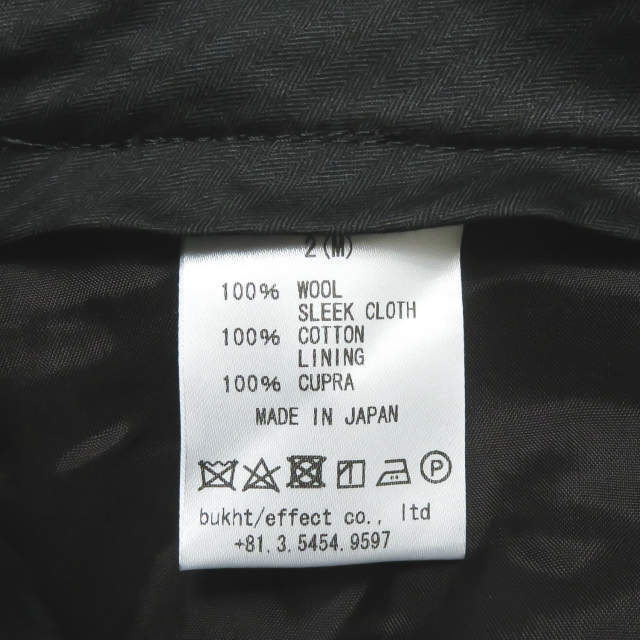 2 (M)
100% WOOL
SLEEK CLOTH
100% COTTON
LINING
100% CUPRA
MADE IN JAPAN
P
bukht/effect co., ltd
+81.3.5454.9597